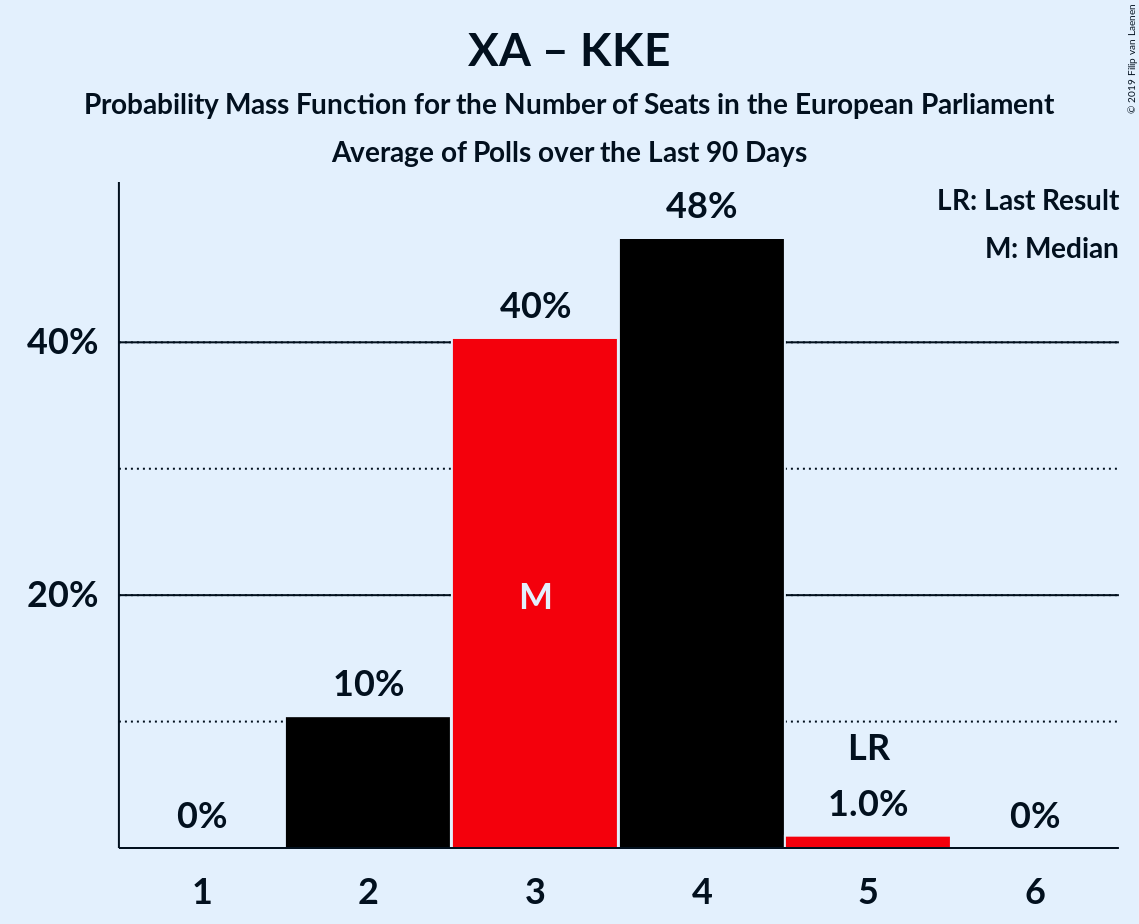 XA – KKE
Probability Mass Function for the Number of Seats in the European Parliament
Average of Polls over the Last 90 Days
© 2019 Filip van Laenen
LR: Last Result
M: Median
48%
40%
40%
20%
M
10%
LR
0%
1.0%
0%
1 2 3 4 5 6